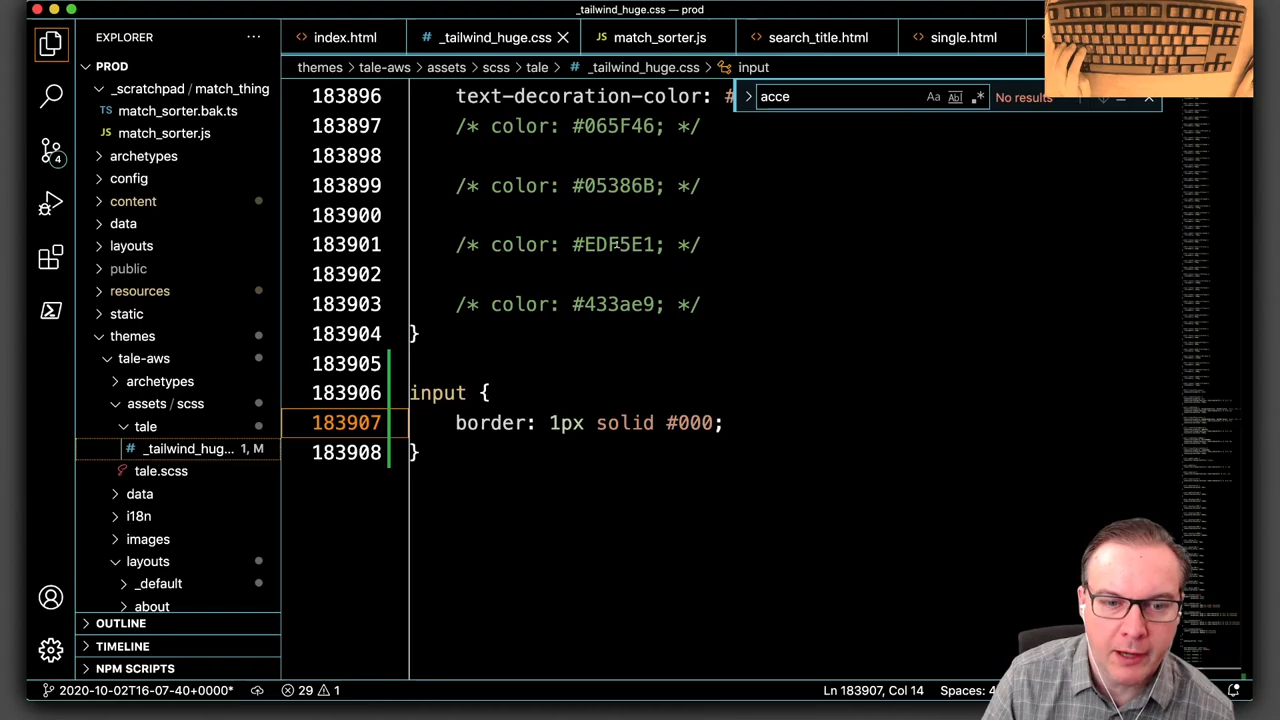 _tailwind_huge.css — prod
EXPLORER
index.html
_tailwind_huge.css
match_sorter.js
search_title.html
single.html
PROD
themes > tale-aws > assets > scss > tale > # _tailwind_huge.css > input
_scratchpad / match_thing
match_sorter.bak.ts
match_sorter.js
archetypes
config
content
data
layouts
public
resources
static
themes
tale-aws
archetypes
assets / scss
tale
_tailwind_hug... 1, M
tale.scss
data
i18n
images
layouts
_default
about
OUTLINE
TIMELINE
NPM SCRIPTS
4
acce
Aa
No results
183896 text-decoration-color: #
183897 /* color: #065F46; */
183898
183899 /* color: #05386B; */
183900
183901 /* color: #EDF5E1; */
183902
183903 /* color: #33ae9; */
183904 }
183905
183906 input {
183907 border: 1px solid #000;
183908 }
2020-10-02T16-07-40+0000*
29
1
Ln 183907, Col 14
Spaces: 4